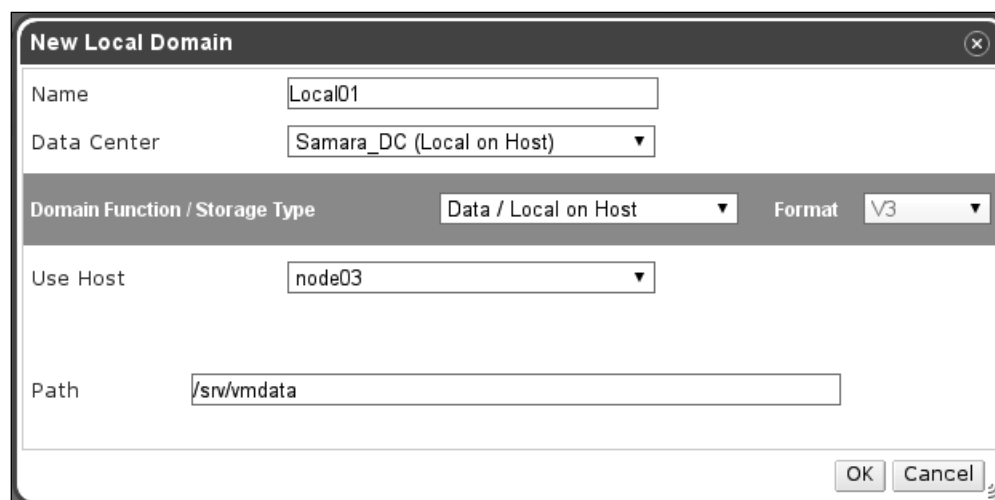 New Local Domain
Name Local01
Data Center Samara_DC (Local on Host)
Domain Function / Storage Type Data / Local on Host Format V3
Use Host node03
Path /srv/vmdata
OK Cancel